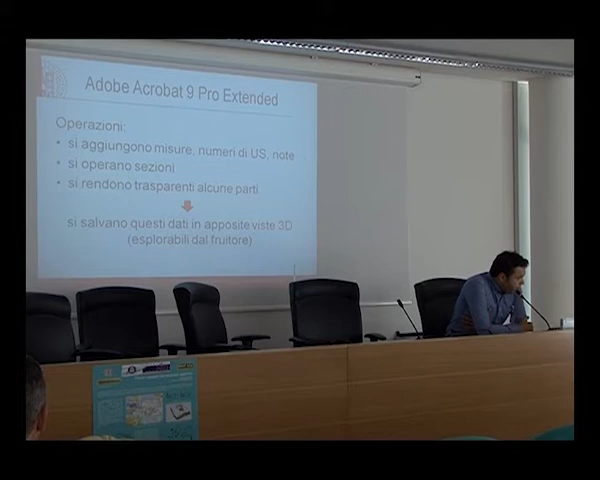 Adobe Acrobat 9 Pro Extended
Operazioni:
• si aggiungono misure, numeri di US, note
• si operano sezioni
• si rendono trasparenti alcune parti
si salvano questi dati in apposite viste 3D
(esplorabili dal fruitore)